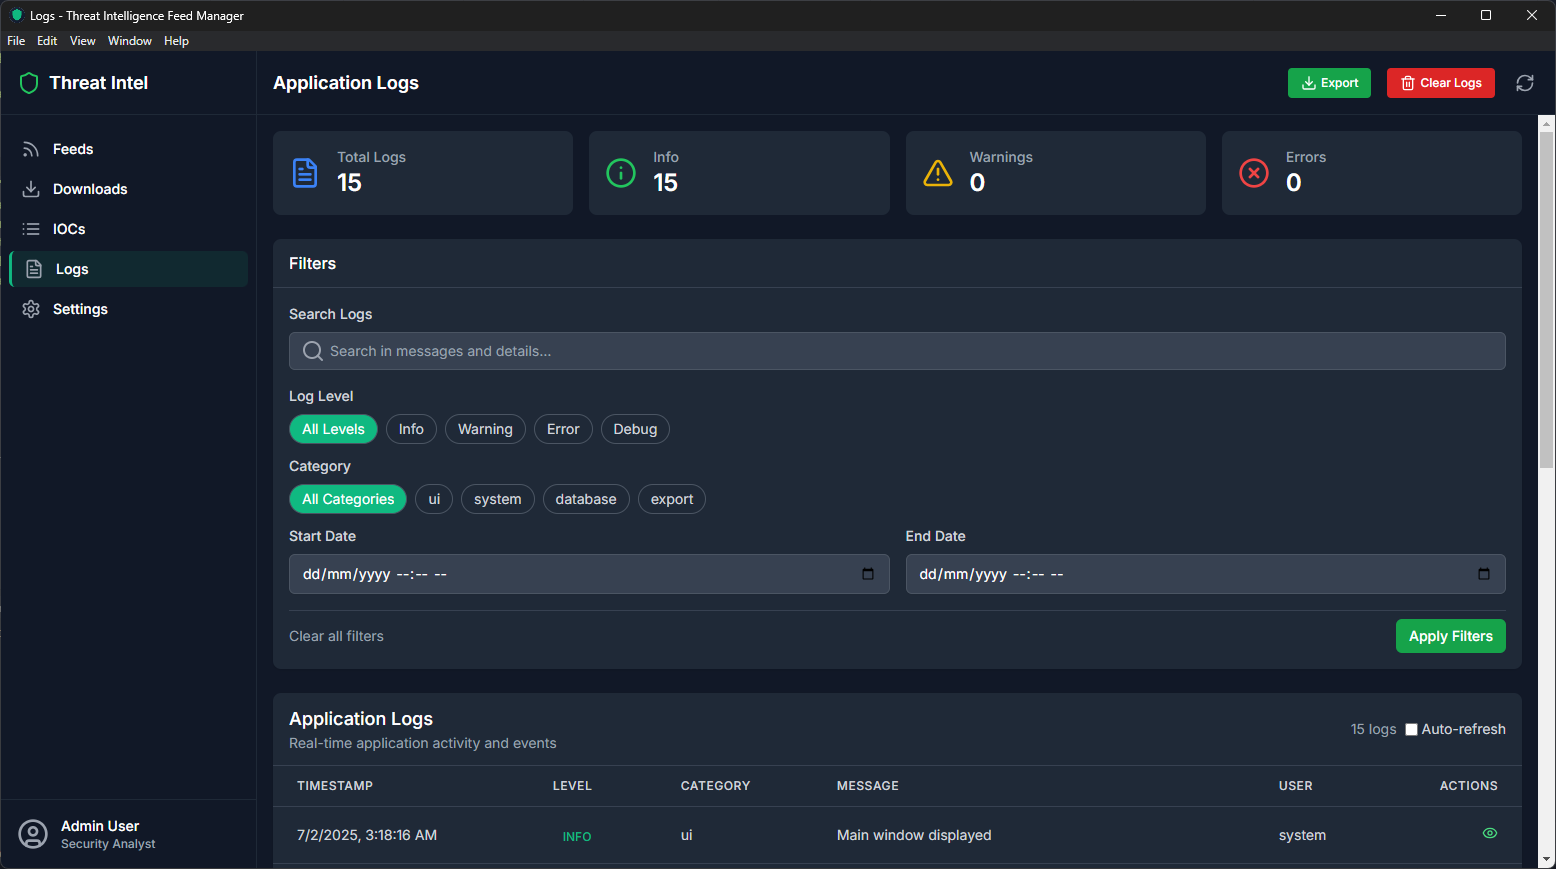 Logs - Threat Intelligence Feed Manager
File Edit View Window Help
Threat Intel
Feeds
Downloads
IOCs
Logs
Settings
Admin User
Security Analyst
Application Logs
Export
Clear Logs
Total Logs
15
Info
15
Warnings
0
Errors
0
Filters
Search Logs
Search in messages and details...
Log Level
All Levels Info Warning Error Debug
Category
All Categories ui system database export
Start Date
dd/mm/yyyy --:-- --
End Date
dd/mm/yyyy --:-- --
Clear all filters
Apply Filters
Application Logs
Real-time application activity and events
15 logs Auto-refresh
TIMESTAMP LEVEL CATEGORY MESSAGE USER ACTIONS
7/2/2025, 3:18:16 AM INFO ui Main window displayed system